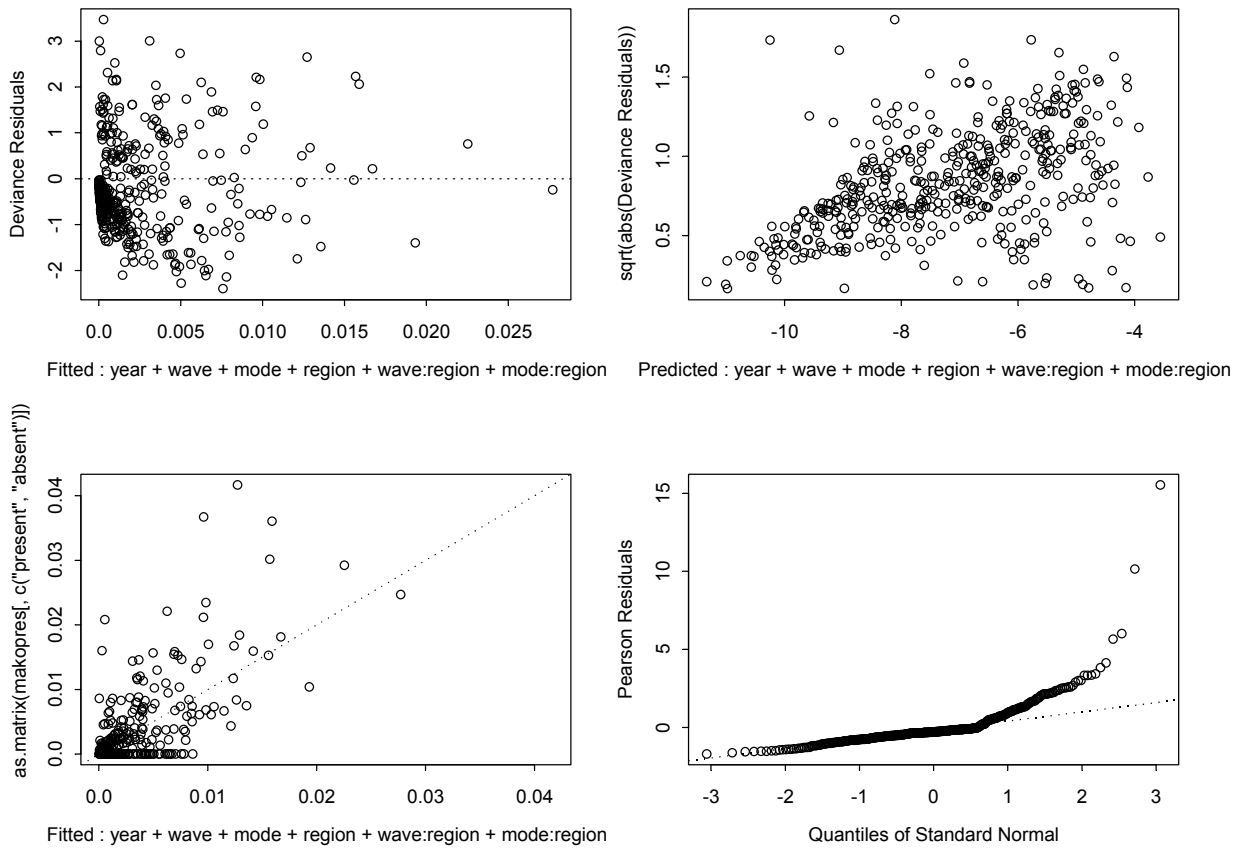 Deviance Residuals
3
2
1
0
-1
-2
0.0 0.005 0.010 0.015 0.020 0.025
Fitted : year + wave + mode + region + wave:region + mode:region
sqrt(abs(Deviance Residuals))
1.5
1.0
0.5
-10 -8 -6 -4
Predicted : year + wave + mode + region + wave:region + mode:region
as.matrix(makopres[, c("present", "absent")])
0.04
0.03
0.02
0.01
0.0
0.0 0.01 0.02 0.03 0.04
Fitted : year + wave + mode + region + wave:region + mode:region
Pearson Residuals
15
10
5
0
-3 -2 -1 0 1 2 3
Quantiles of Standard Normal